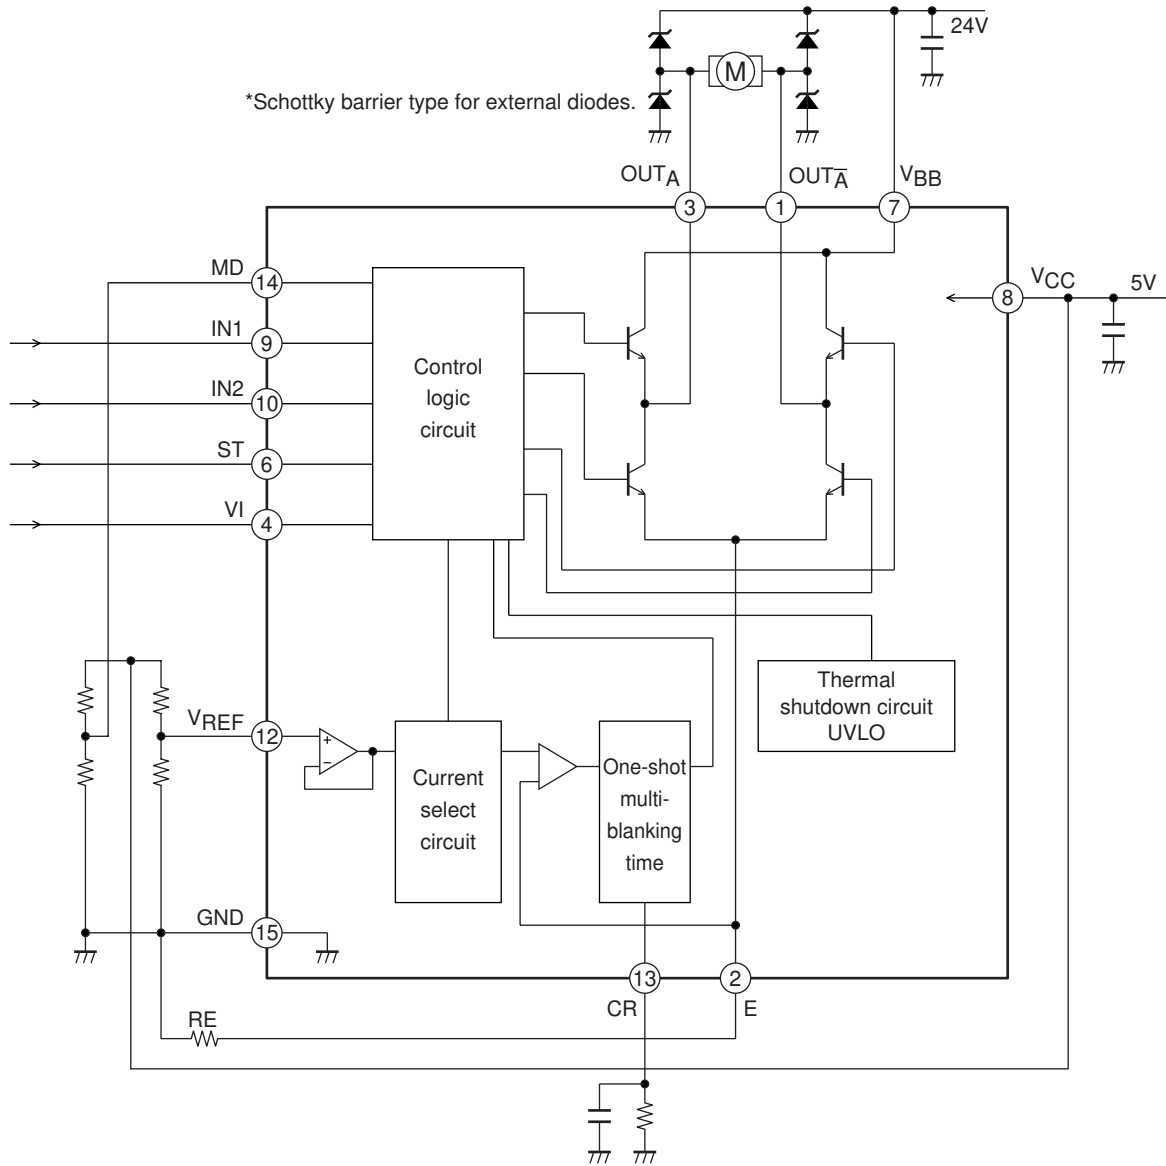 24V
M
*Schottky barrier type for external diodes.
OUTA
OUTA̅
VBB
3
1
7
MD
14
VCC
5V
8
IN1
9
IN2
10
ST
6
VI
4
Control
logic
circuit
Thermal
shutdown circuit
UVLO
VREF
12
+
−
Current
select
circuit
One-shot
multi-
blanking
time
GND
15
13
2
CR
E
RE